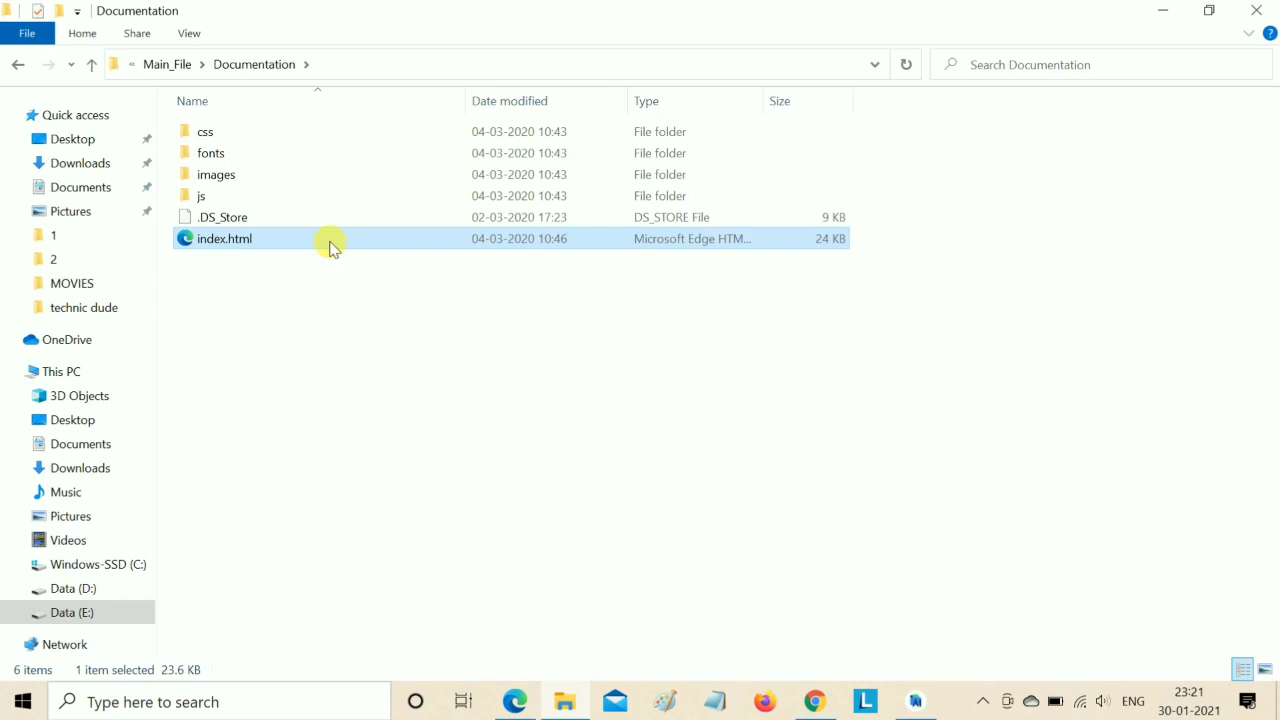 Documentation
File Home Share View
« Main_File > Documentation > Search Documentation
Name Date modified Type Size
css 04-03-2020 10:43 File folder
fonts 04-03-2020 10:43 File folder
images 04-03-2020 10:43 File folder
js 04-03-2020 10:43 File folder
.DS_Store 02-03-2020 17:23 DS_STORE File 9 KB
index.html 04-03-2020 10:46 Microsoft Edge HTM... 24 KB
Quick access
Desktop
Downloads
Documents
Pictures
1
2
MOVIES
technic dude
OneDrive
This PC
3D Objects
Desktop
Documents
Downloads
Music
Pictures
Videos
Windows-SSD (C:)
Data (D:)
Data (E:)
Network
6 items 1 item selected 23.6 KB
Type here to search L ENG 23:21
30-01-2021